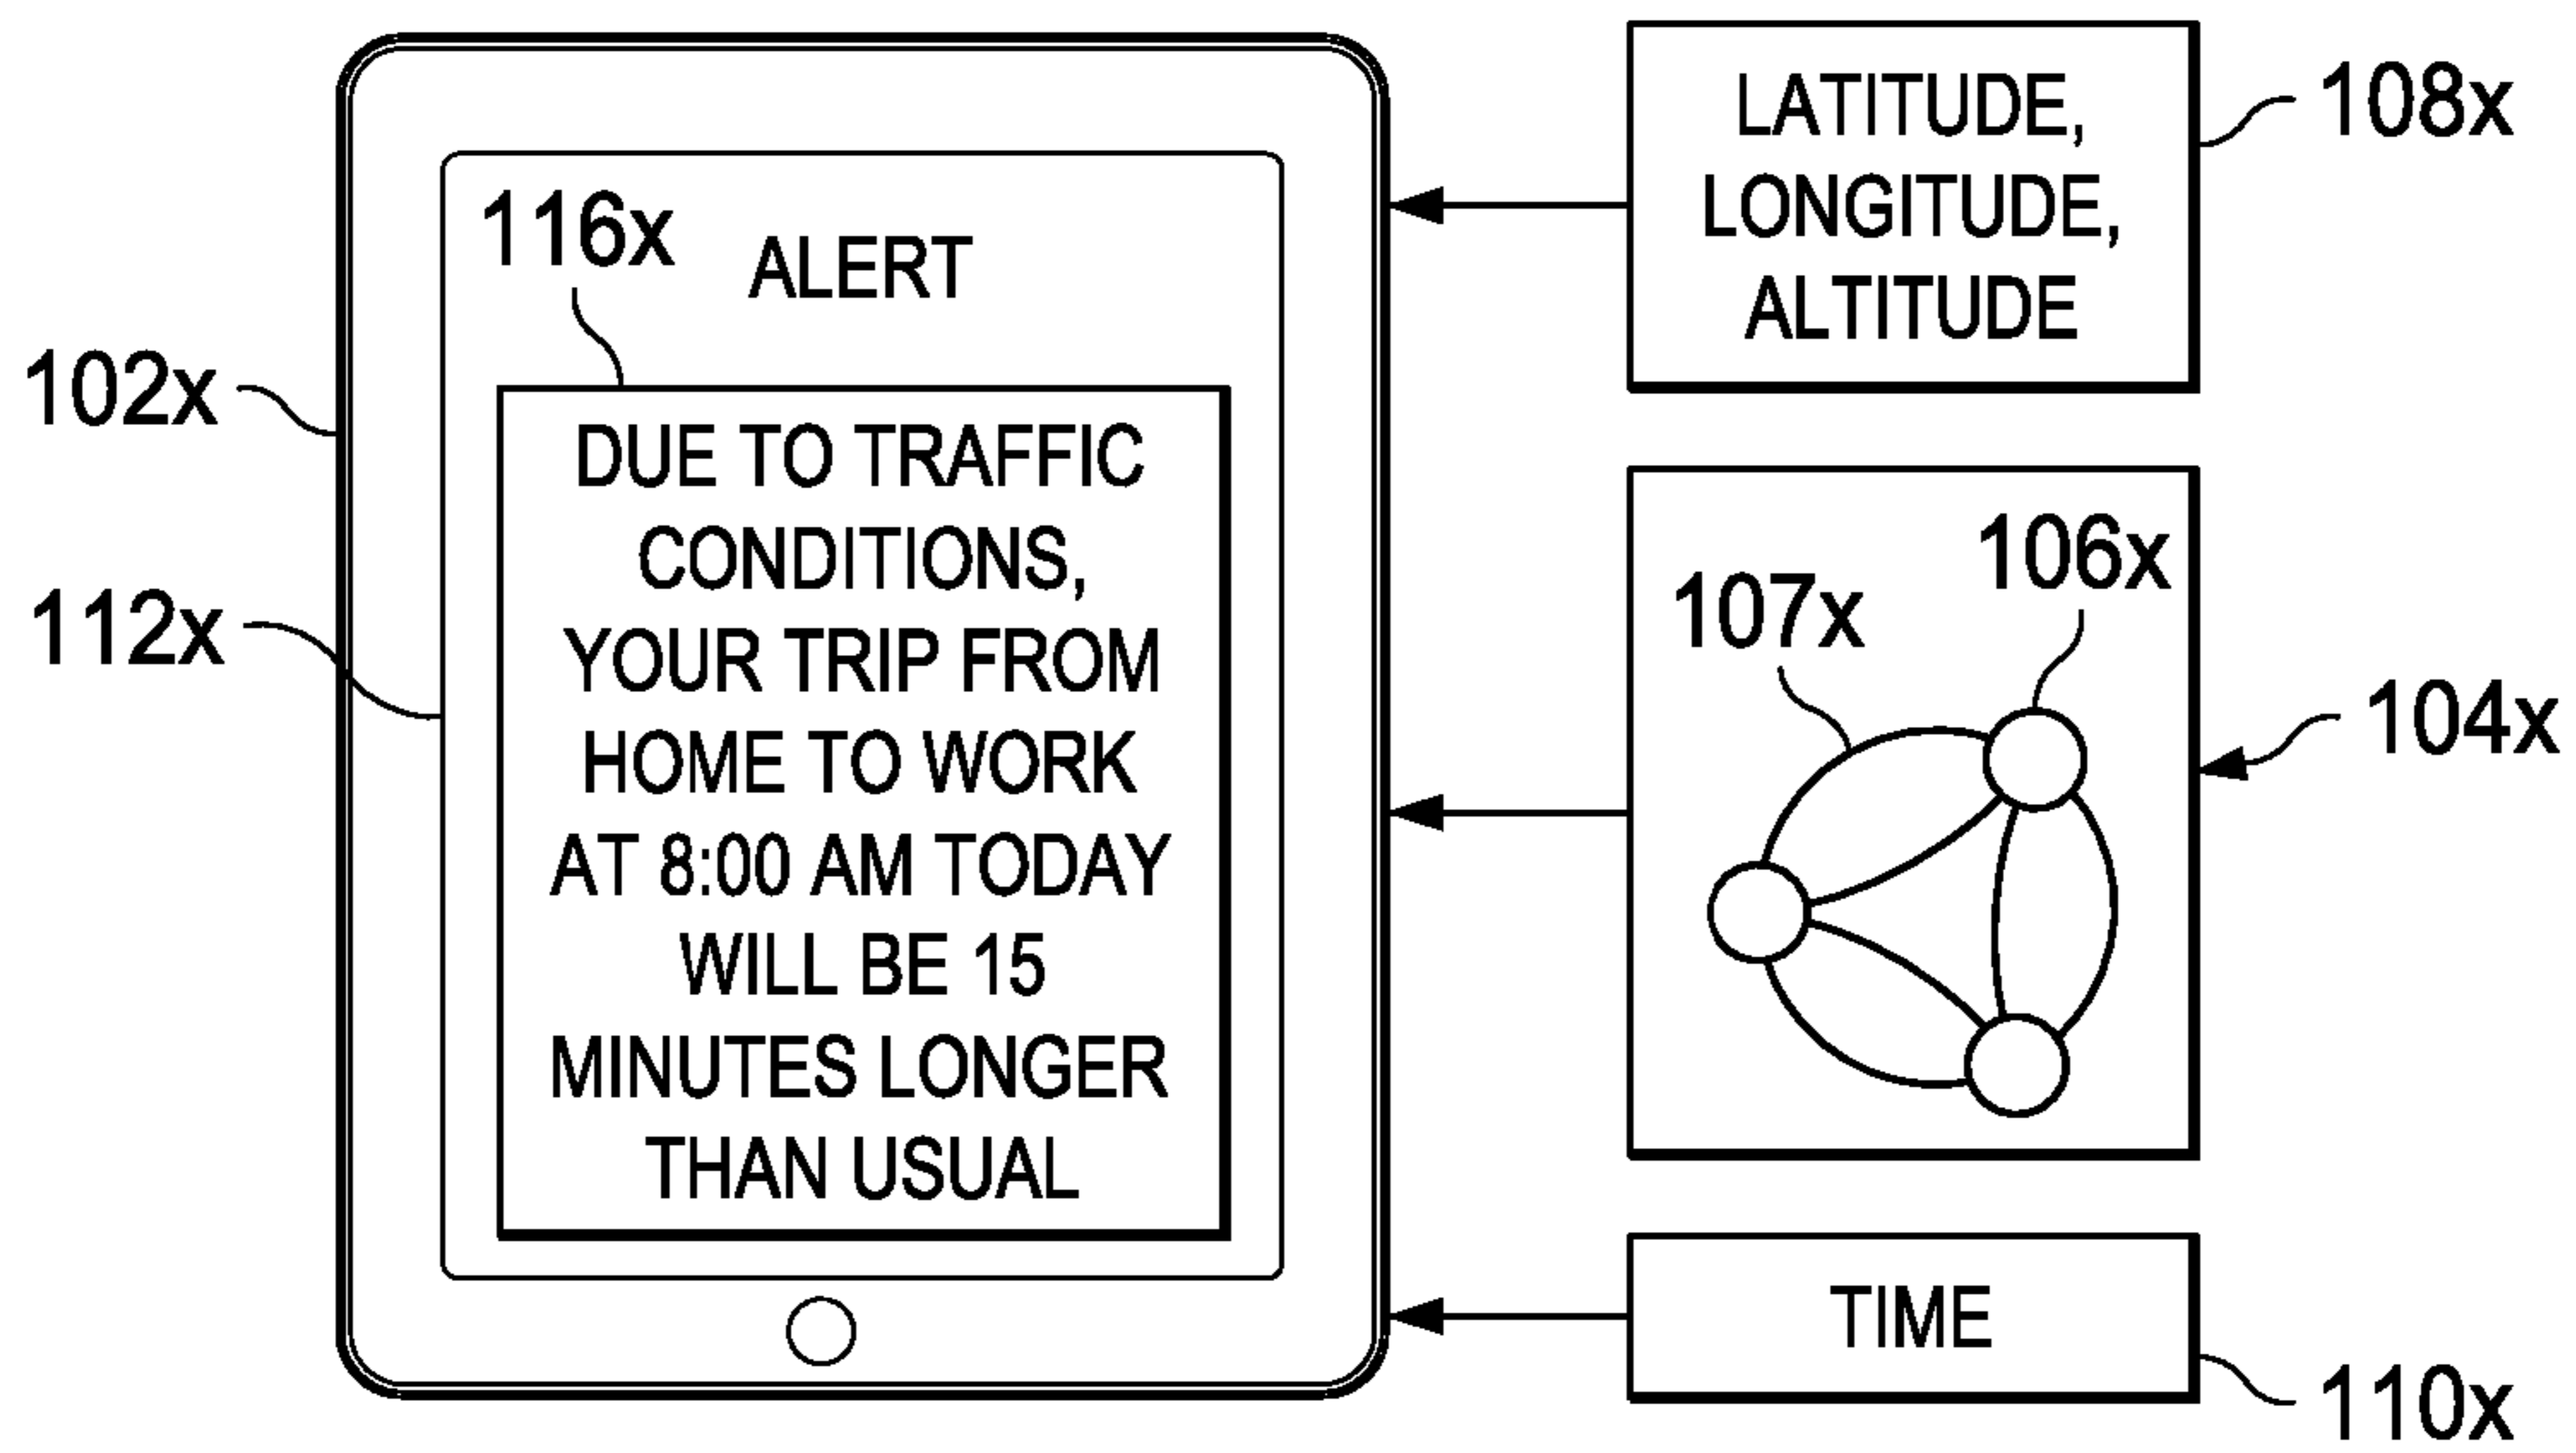 108x
LATITUDE,
LONGITUDE,
ALTITUDE
116x
ALERT
102x
DUE TO TRAFFIC
CONDITIONS,
YOUR TRIP FROM
HOME TO WORK
AT 8:00 AM TODAY
WILL BE 15
MINUTES LONGER
THAN USUAL
112x
106x
107x
104x
TIME
110x